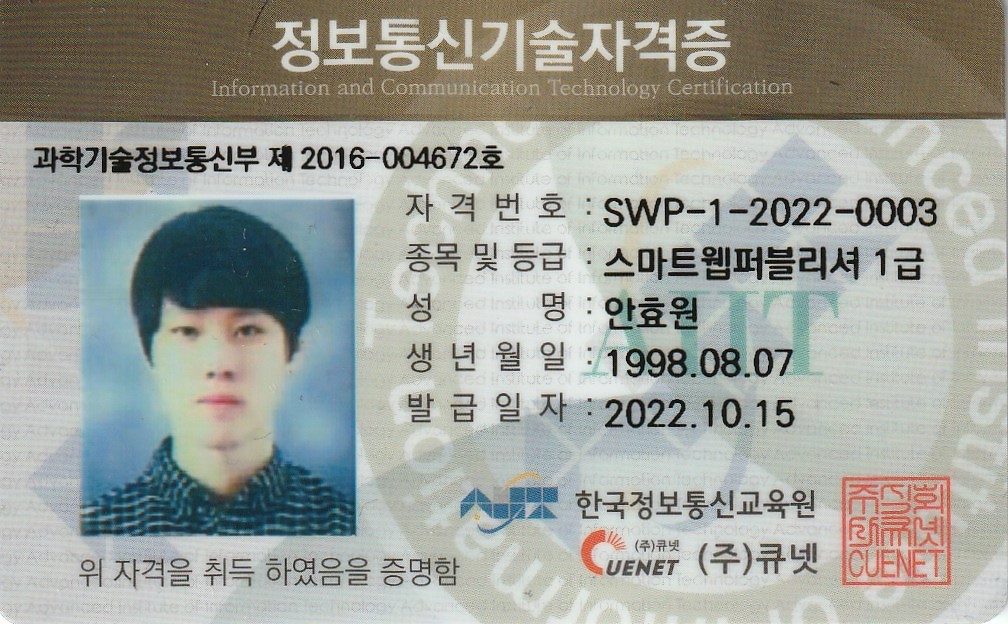 정보통신기술자격증
Information and Communication Technology Certification
과학기술정보통신부 제 2016-004672호
자격번호 : SWP-1-2022-0003
종목 및 등급 : 스마트웹퍼블리셔 1급
성 명 : 안효원
생년월일 : 1998.08.07
발급일자 : 2022.10.15
AIIT 한국정보통신교육원
CUENET (주)큐넷 (주)큐넷
주식회사큐넷
CUENET
위 자격을 취득 하였음을 증명함